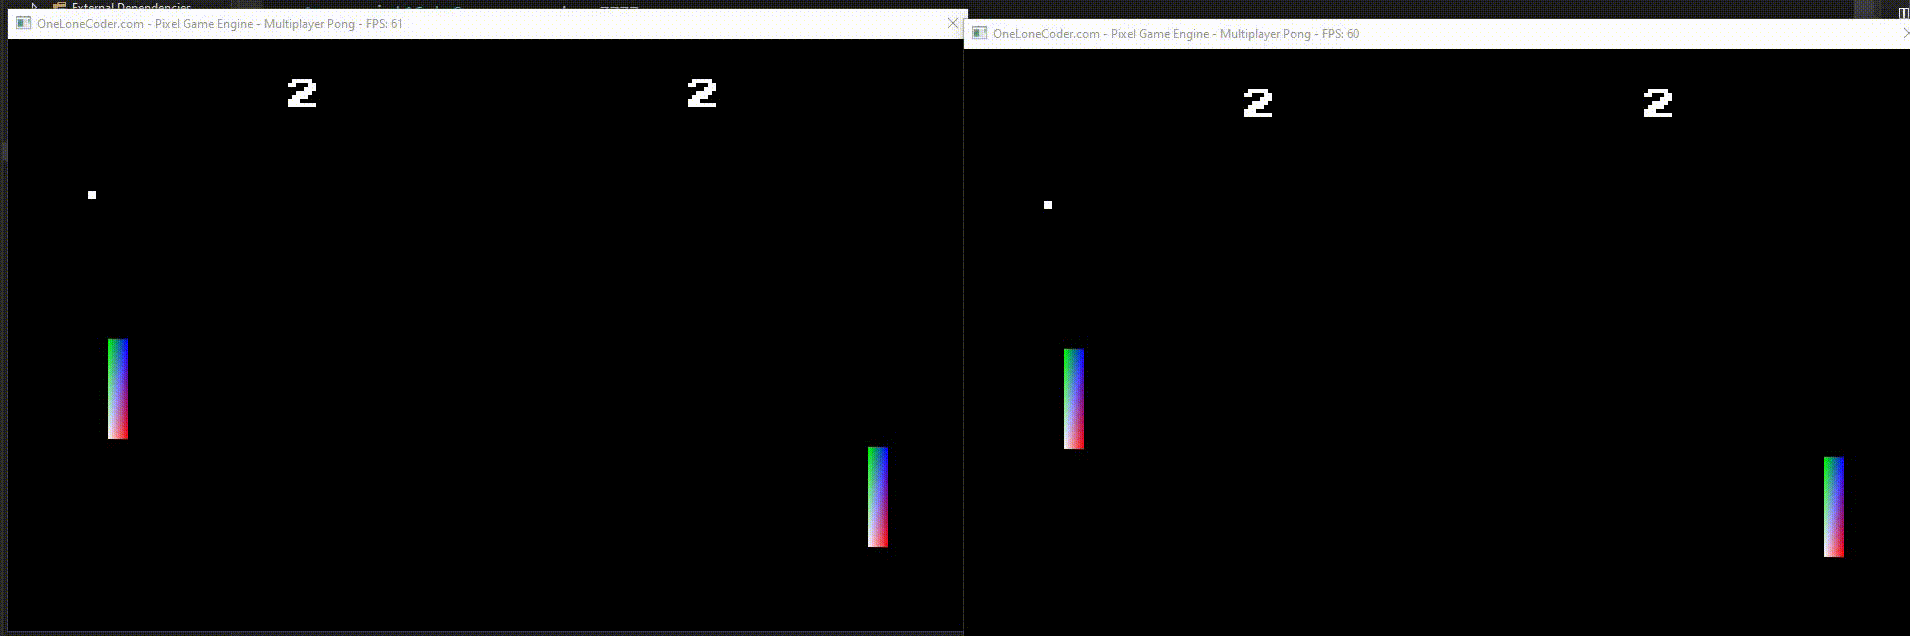 External Dependencies
OneLoneCoder.com - Pixel Game Engine - Multiplayer Pong - FPS: 61
2 2
OneLoneCoder.com - Pixel Game Engine - Multiplayer Pong - FPS: 60
2 2